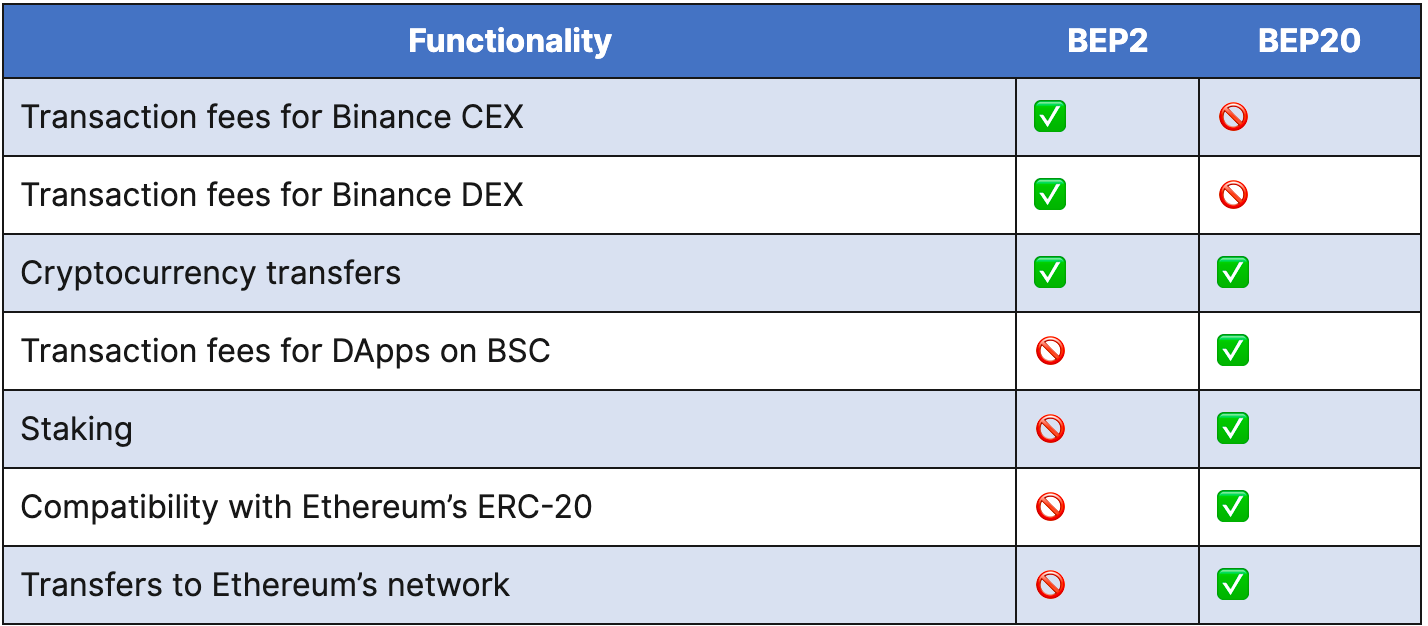 Functionality BEP2 BEP20
Transaction fees for Binance CEX ✅ 🚫
Transaction fees for Binance DEX ✅ 🚫
Cryptocurrency transfers ✅ ✅
Transaction fees for DApps on BSC 🚫 ✅
Staking 🚫 ✅
Compatibility with Ethereum’s ERC-20 🚫 ✅
Transfers to Ethereum’s network 🚫 ✅